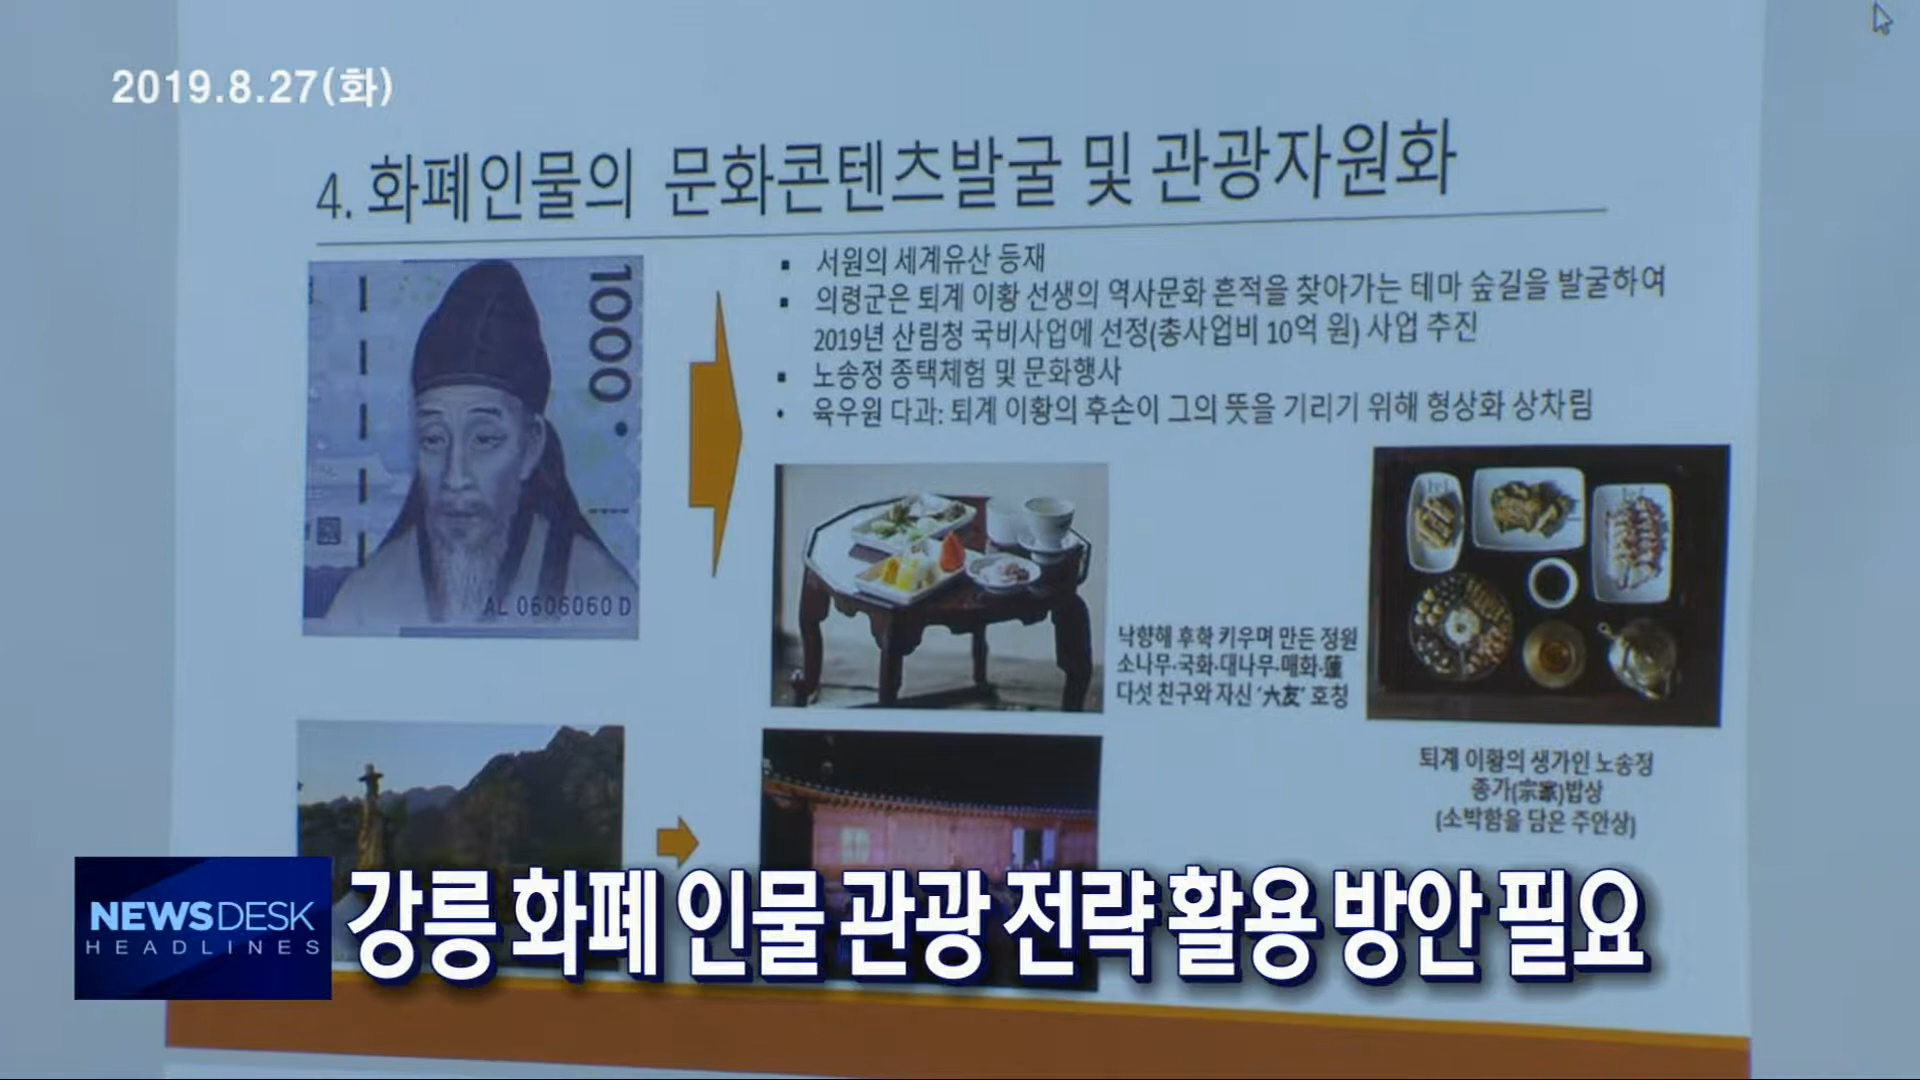 2019.8.27(화)
4. 화폐인물의 문화콘텐츠발굴 및 관광자원화
1000
AL 0606060 D
▪ 서원의 세계유산 등재
▪ 의령군은 퇴계 이황 선생의 역사문화 흔적을 찾아가는 테마 숲길을 발굴하여
2019년 산림청 국비사업에 선정(총사업비 10억 원) 사업 추진
▪ 노송정 종택체험 및 문화행사
• 육우원 다과: 퇴계 이황의 후손이 그의 뜻을 기리기 위해 형상화 상차림
낙향해 후학 키우며 만든 정원
소나무·국화·대나무·매화·蓮
다섯 친구와 자신 ‘六友’ 호칭
퇴계 이황의 생가인 노송정
종가(宗家)밥상
(소박함을 담은 주안상)
NEWSDESK
HEADLINES
강릉 화폐 인물 관광 전략 활용 방안 필요